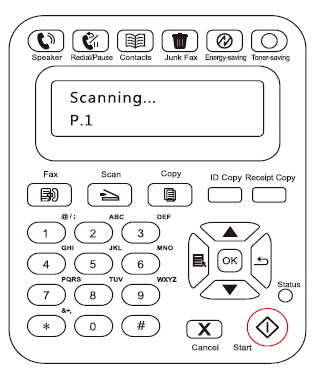 Speaker Redial/Pause Contacts Junk Fax Energy-saving Toner-saving
Scanning...
P.1
Fax Scan Copy ID Copy Receipt Copy
@/; ABC DEF
1 2 3
GHI JKL MNO
4 5 6 OK
PQRS TUV WXYZ Status
7 8 9
&+,
* 0 # X
Cancel Start